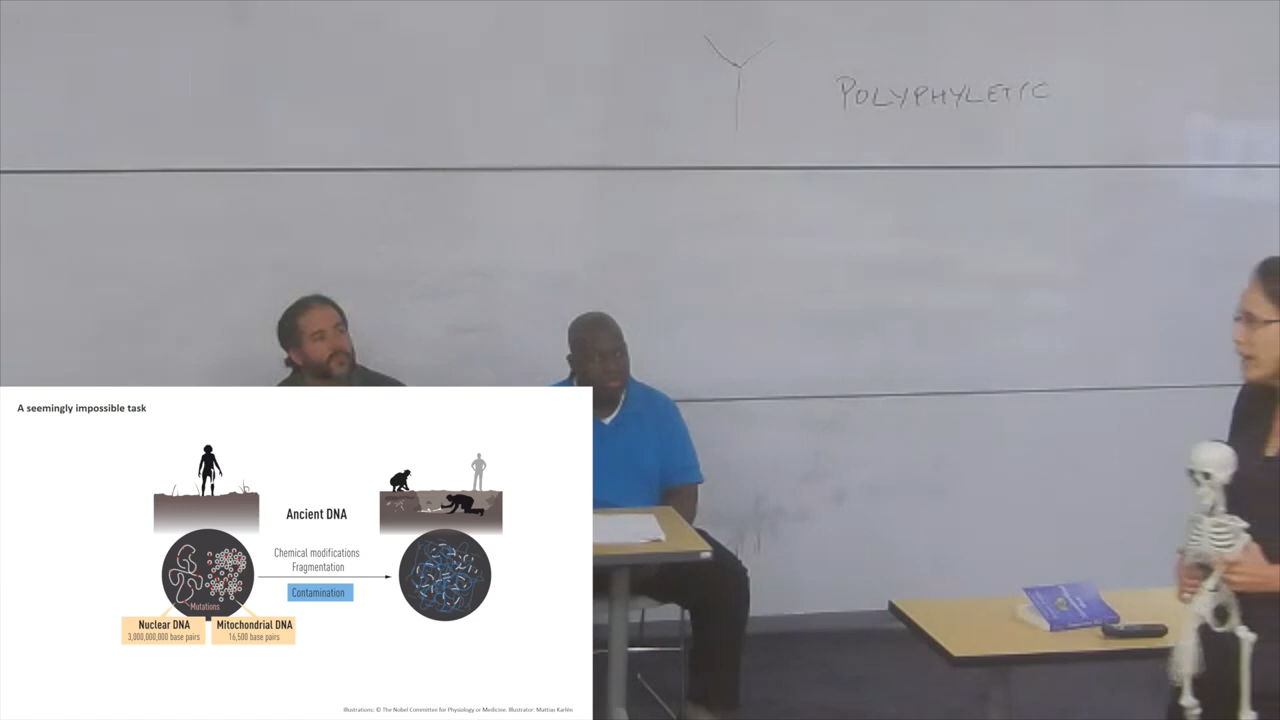 POLYPHYLETIC
A seemingly impossible task
Ancient DNA
Chemical modifications
Fragmentation
Contamination
Mutations
Nuclear DNA
3,000,000,000 base pairs
Mitochondrial DNA
16,500 base pairs
Illustrations: © The Nobel Committee for Physiology or Medicine. Illustrator: Mattias Karlén